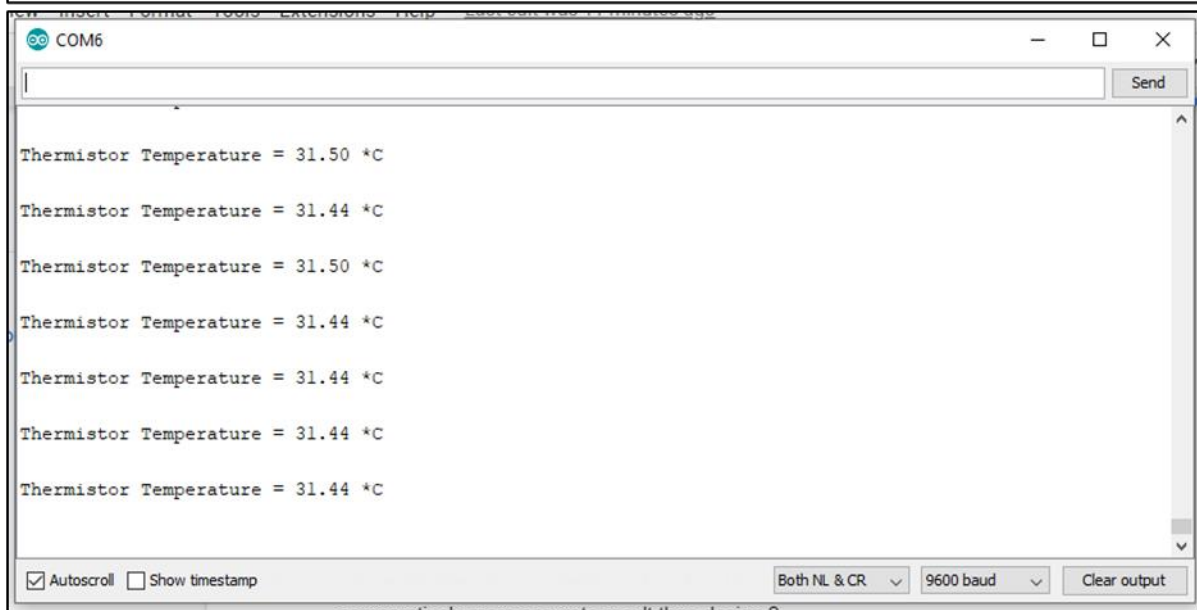 COM6
Send
Thermistor Temperature = 31.50 *C
Thermistor Temperature = 31.44 *C
Thermistor Temperature = 31.50 *C
Thermistor Temperature = 31.44 *C
Thermistor Temperature = 31.44 *C
Thermistor Temperature = 31.44 *C
Thermistor Temperature = 31.44 *C
Autoscroll Show timestamp Both NL & CR 9600 baud Clear output